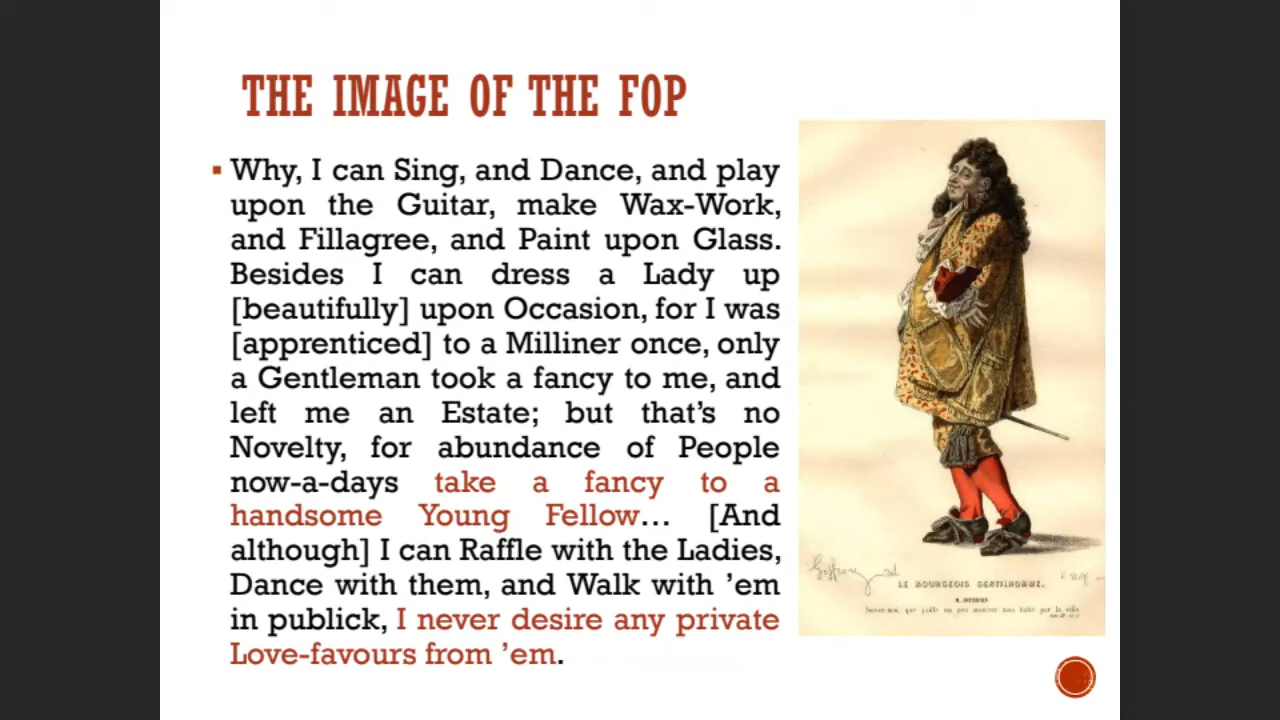 THE IMAGE OF THE FOP
Why, I can Sing, and Dance, and play
upon the Guitar, make Wax-Work,
and Fillagree, and Paint upon Glass.
Besides I can dress a Lady up
[beautifully] upon Occasion, for I was
[apprenticed] to a Milliner once, only
a Gentleman took a fancy to me, and
left me an Estate; but that's no
Novelty, for abundance of People
now-a-days take a fancy to a
handsome Young Fellow… [And
although] I can Raffle with the Ladies,
Dance with them, and Walk with ’em
in publick, I never desire any private
Love-favours from ’em.
Geffroy
LE BOURGEOIS GENTILHOMME.
M. JOURDAIN